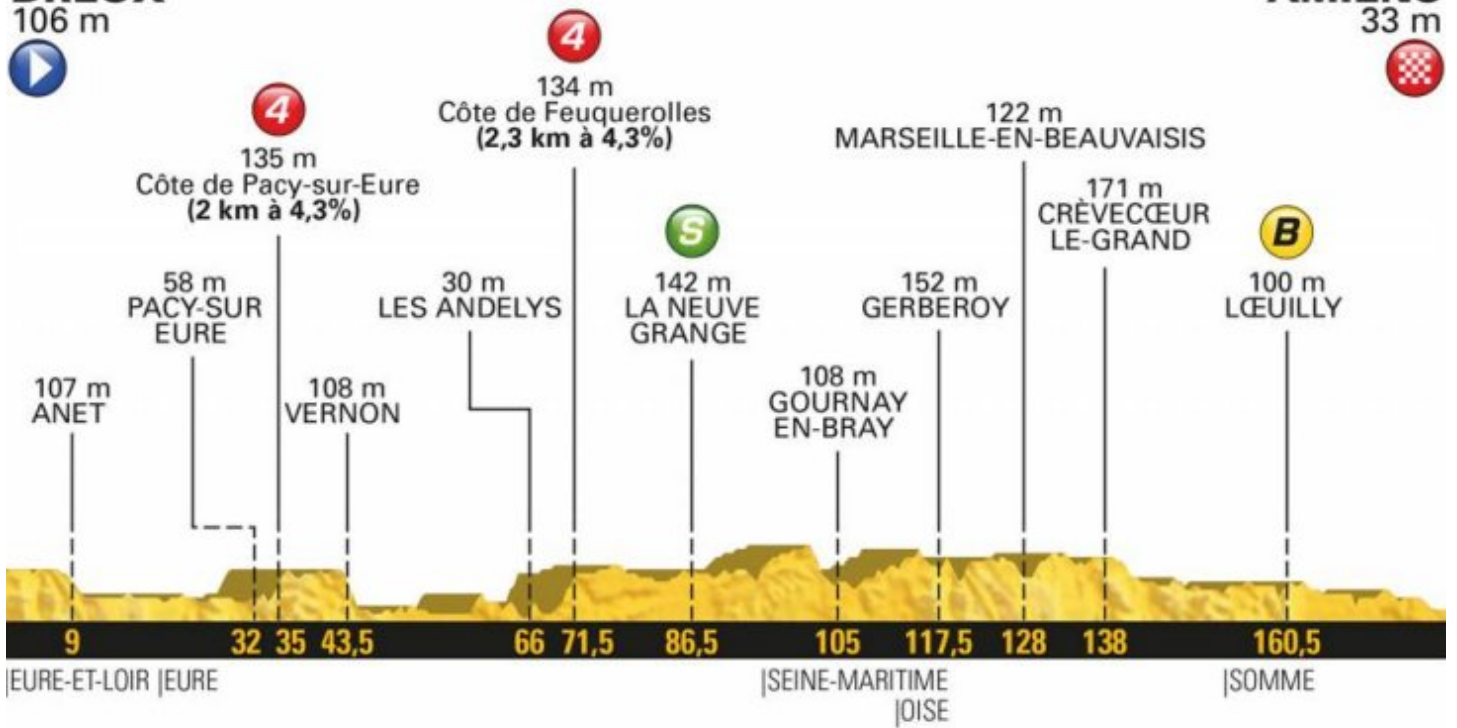 DREUX
106 m
AMIENS
33 m
4
134 m
Côte de Feuquerolles
(2,3 km à 4,3%)
4
135 m
Côte de Pacy-sur-Eure
(2 km à 4,3%)
122 m
MARSEILLE-EN-BEAUVAISIS
171 m
CRÈVECŒUR
LE-GRAND
S
B
58 m
PACY-SUR
EURE
30 m
LES ANDELYS
142 m
LA NEUVE
GRANGE
152 m
GERBEROY
100 m
LŒUILLY
107 m
ANET
108 m
VERNON
108 m
GOURNAY
EN-BRAY
9 32 35 43,5 66 71,5 86,5 105 117,5 128 138 160,5
|EURE-ET-LOIR |EURE |SEINE-MARITIME |SOMME
|OISE